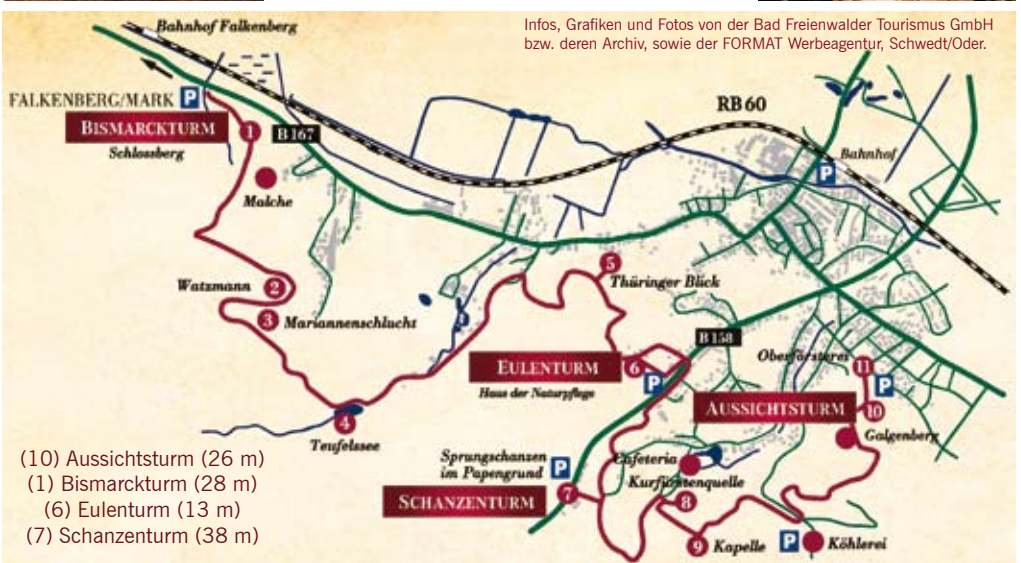 Infos, Grafiken und Fotos von der Bad Freienwalder Tourismus GmbH
bzw. deren Archiv, sowie der FORMAT Werbeagentur, Schwedt/Oder.
Bahnhof Falkenberg
FALKENBERG/MARK P
BISMARCKTURM
1
Schlossberg
B 167
RB 60
Bahnhof
P
Malche
Watzmann 2
3 Mariannenschlucht
5
Thüringer Blick
B 158
EULENTURM
6
P
Haus der Naturpflege
Oberförsterei 11
P
AUSSICHTSTURM
10
Galgenberg
4
Teufelssee
Sprungschanzen
im Papengrund
P
SCHANZENTURM
7
Cafeteria
Kurfürstenquelle
8
9 Kapelle
P Köhlerei
(10) Aussichtsturm (26 m)
(1) Bismarckturm (28 m)
(6) Eulenturm (13 m)
(7) Schanzenturm (38 m)